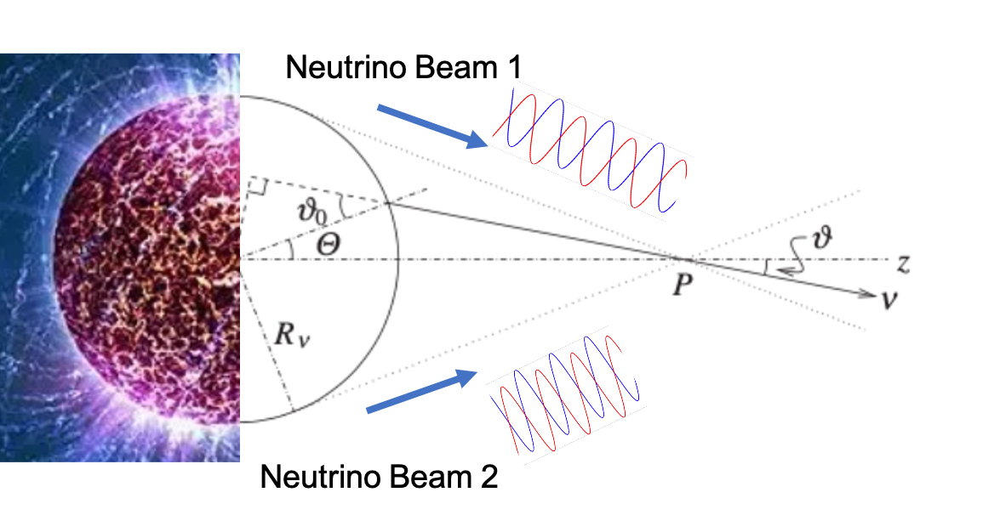 Neutrino Beam 1
ϑ₀
Θ
ϑ
z
P
ν
Rν
Neutrino Beam 2